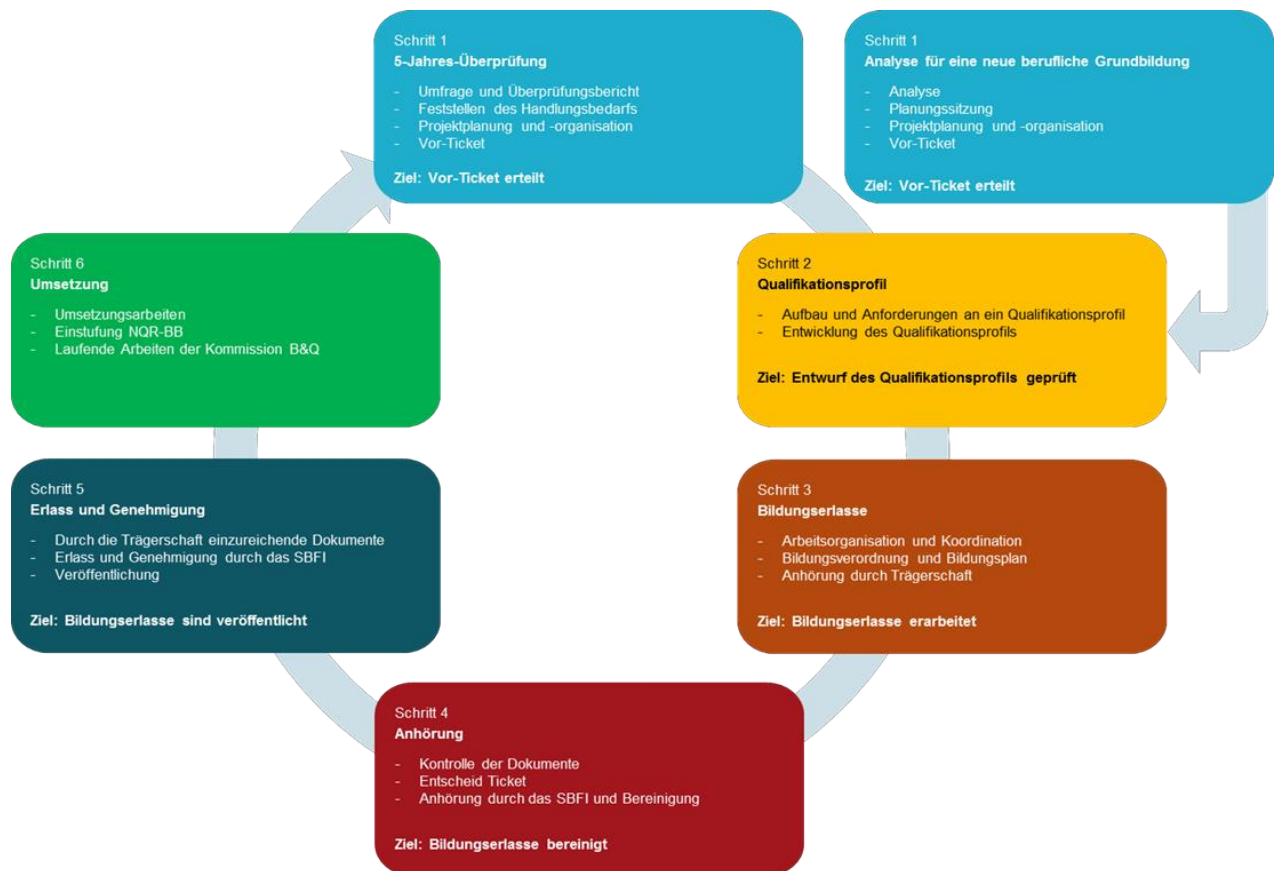 Schritt 1
5-Jahres-Überprüfung
- Umfrage und Überprüfungsbericht
- Feststellen des Handlungsbedarfs
- Projektplanung und -organisation
- Vor-Ticket
Ziel: Vor-Ticket erteilt
Schritt 1
Analyse für eine neue berufliche Grundbildung
- Analyse
- Planungssitzung
- Projektplanung und -organisation
- Vor-Ticket
Ziel: Vor-Ticket erteilt
Schritt 2
Qualifikationsprofil
- Aufbau und Anforderungen an ein Qualifikationsprofil
- Entwicklung des Qualifikationsprofils
Ziel: Entwurf des Qualifikationsprofils geprüft
Schritt 3
Bildungserlasse
- Arbeitsorganisation und Koordination
- Bildungsverordnung und Bildungsplan
- Anhörung durch Trägerschaft
Ziel: Bildungserlasse erarbeitet
Schritt 4
Anhörung
- Kontrolle der Dokumente
- Entscheid Ticket
- Anhörung durch das SBFI und Bereinigung
Ziel: Bildungserlasse bereinigt
Schritt 5
Erlass und Genehmigung
- Durch die Trägerschaft einzureichende Dokumente
- Erlass und Genehmigung durch das SBFI
- Veröffentlichung
Ziel: Bildungserlasse sind veröffentlicht
Schritt 6
Umsetzung
- Umsetzungsarbeiten
- Einstufung NQR-BB
- Laufende Arbeiten der Kommission B&Q